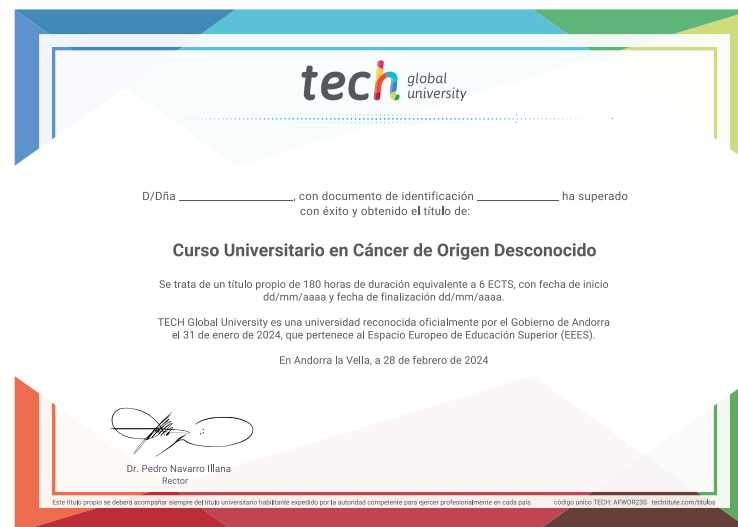 tech global university
D/Dña ____________________, con documento de identificación ______________ ha superado
con éxito y obtenido el título de:
Curso Universitario en Cáncer de Origen Desconocido
Se trata de un título propio de 180 horas de duración equivalente a 6 ECTS, con fecha de inicio
dd/mm/aaaa y fecha de finalización dd/mm/aaaa.
TECH Global University es una universidad reconocida oficialmente por el Gobierno de Andorra
el 31 de enero de 2024, que pertenece al Espacio Europeo de Educación Superior (EEES).
En Andorra la Vella, a 28 de febrero de 2024
Dr. Pedro Navarro Illana
Rector
Este título propio se deberá acompañar siempre del título universitario habilitante expedido por la autoridad competente para ejercer profesionalmente en cada país. código único TECH: AFWOR23S techtitute.com/titulos